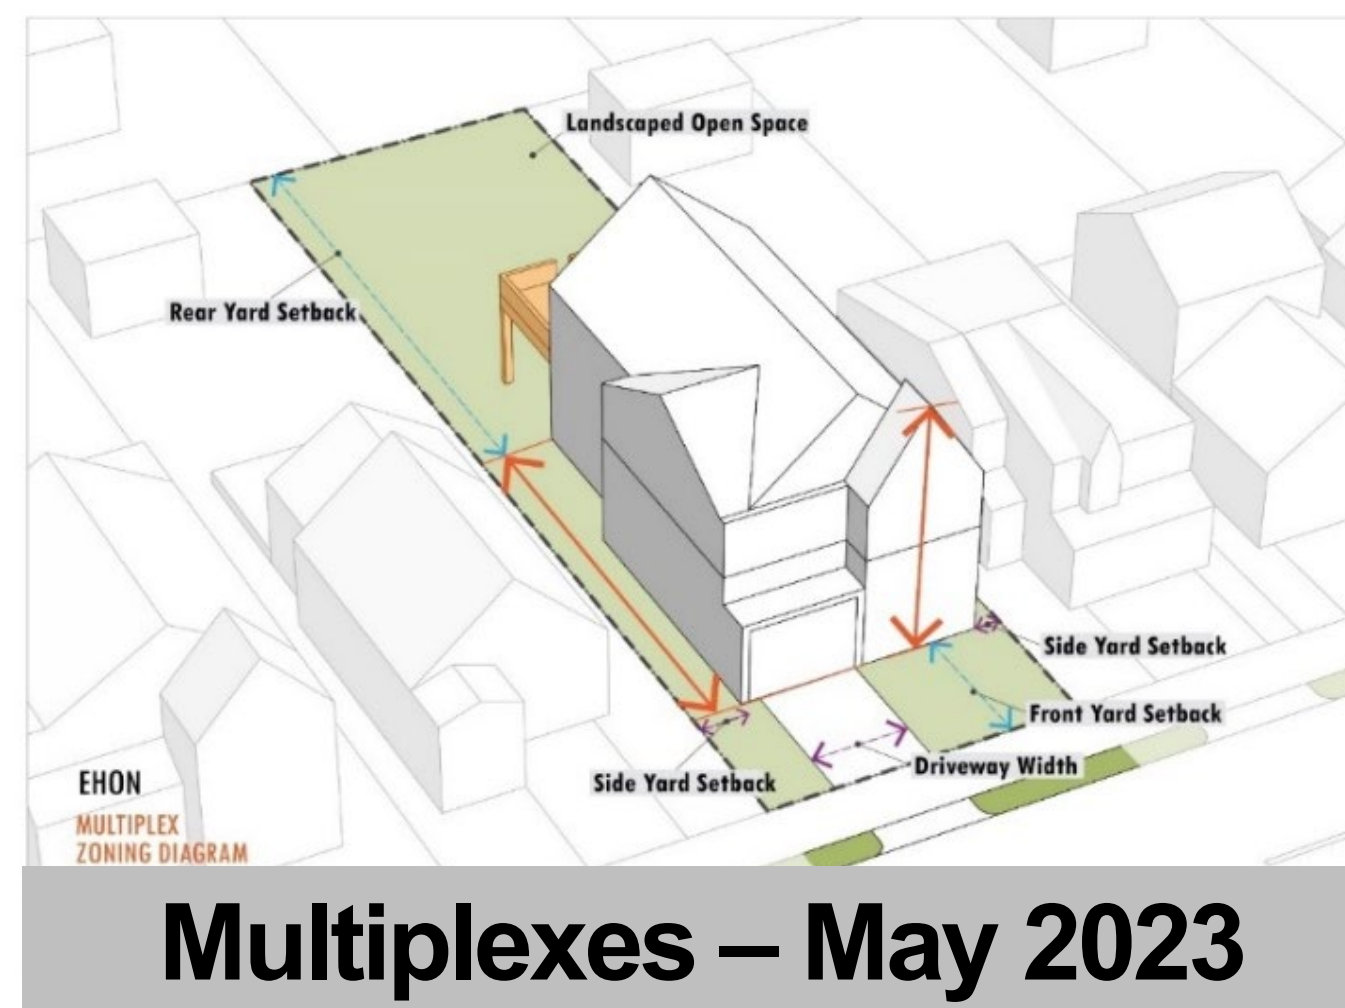 Landscaped Open Space
Rear Yard Setback
Side Yard Setback
Front Yard Setback
Driveway Width
Side Yard Setback
EHON
MULTIPLEX
ZONING DIAGRAM
Multiplexes – May 2023